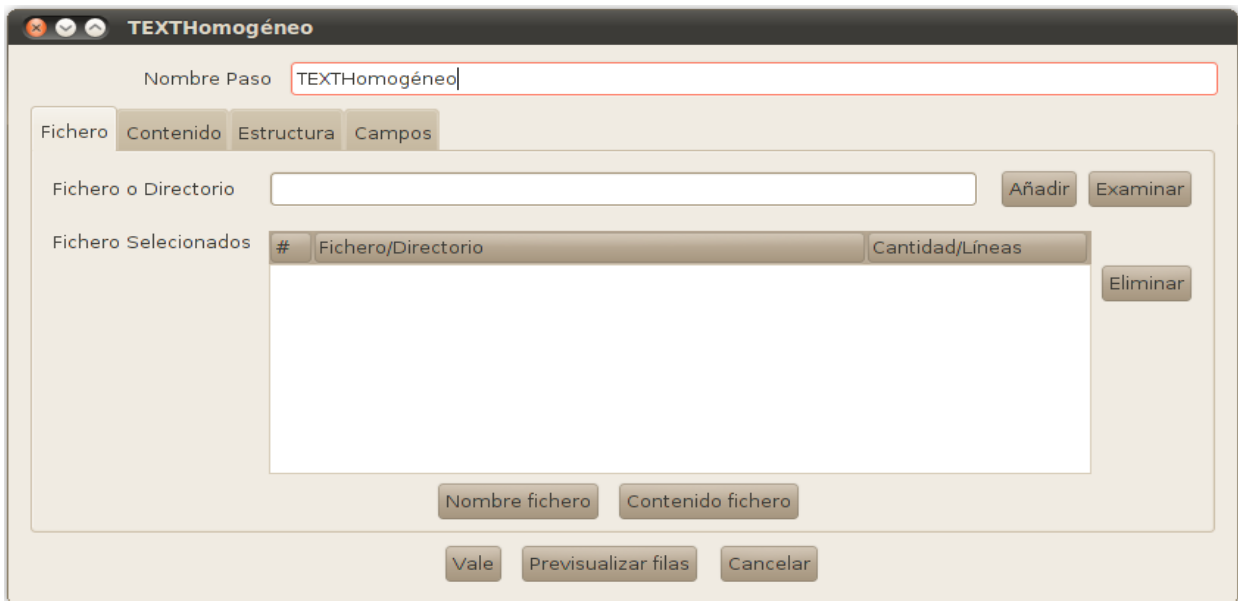 TEXTHomogéneo
Nombre Paso TEXTHomogéneo
Fichero Contenido Estructura Campos
Fichero o Directorio Añadir Examinar
Fichero Selecionados # Fichero/Directorio Cantidad/Líneas
Eliminar
Nombre fichero Contenido fichero
Vale Previsualizar filas Cancelar